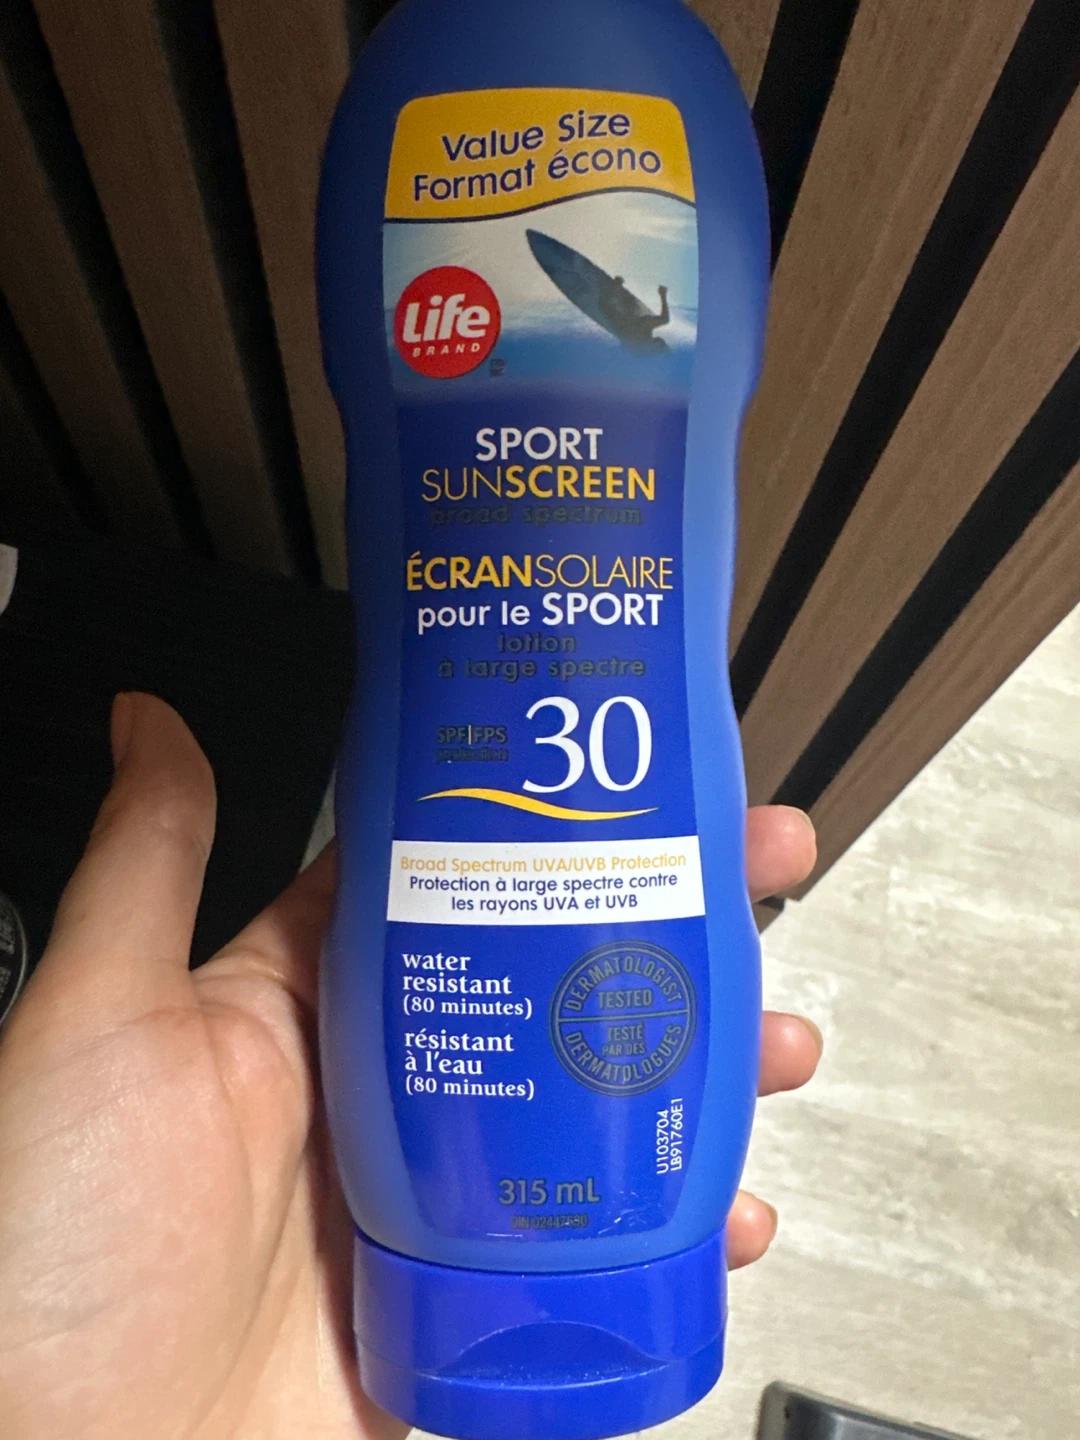 Value Size
Format écono
Life
BRAND
SPORT
SUNSCREEN
broad spectrum
ÉCRANSOLAIRE
pour le SPORT
lotion
à large spectre
SPF|FPS
30
Broad Spectrum UVA/UVB Protection
Protection à large spectre contre
les rayons UVA et UVB
water
resistant
(80 minutes)
résistant
à l'eau
(80 minutes)
DERMATOLOGIST
TESTED
TESTÉ
PAR DES
DERMATOLOGUES
U103704
LB91760E1
315 mL
DIN